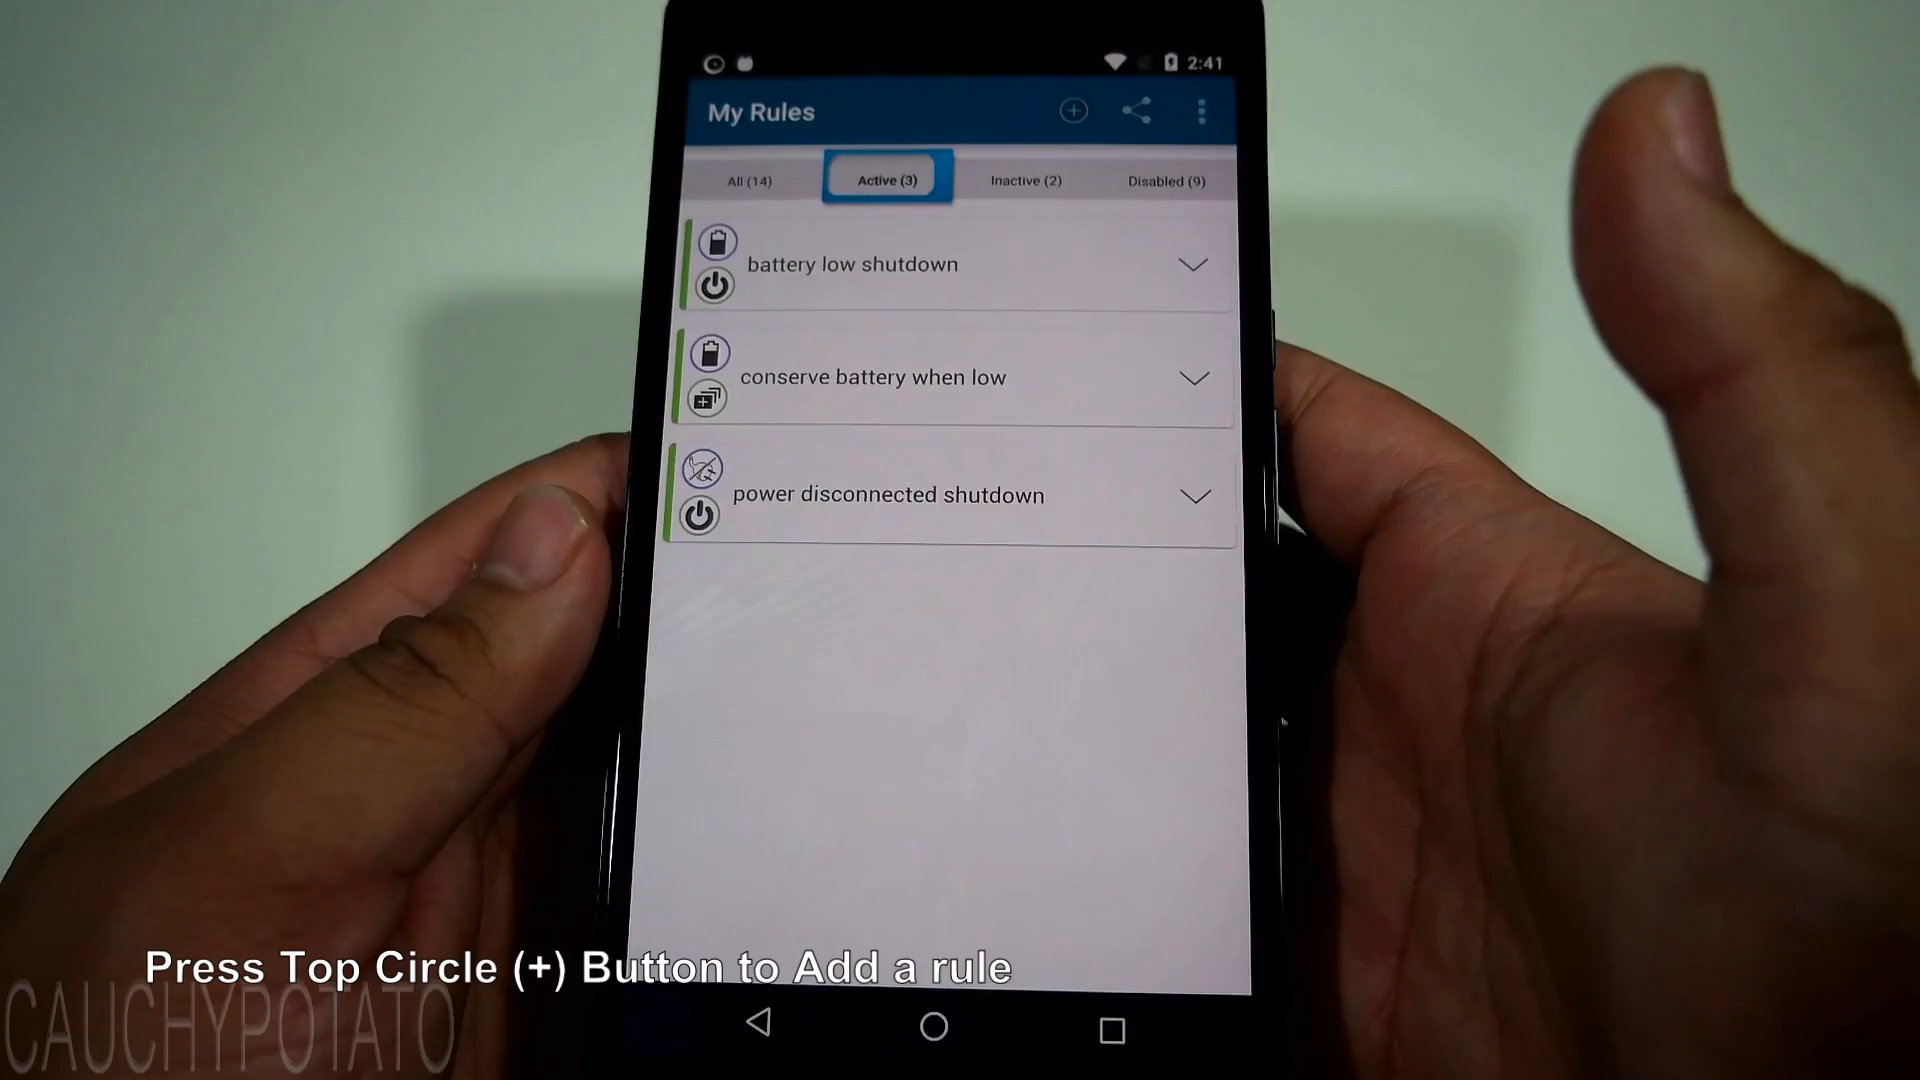 2:41
My Rules
All (14) Active (3) Inactive (2) Disabled (9)
battery low shutdown
conserve battery when low
power disconnected shutdown
Press Top Circle (+) Button to Add a rule
CAUCHYPOTATO